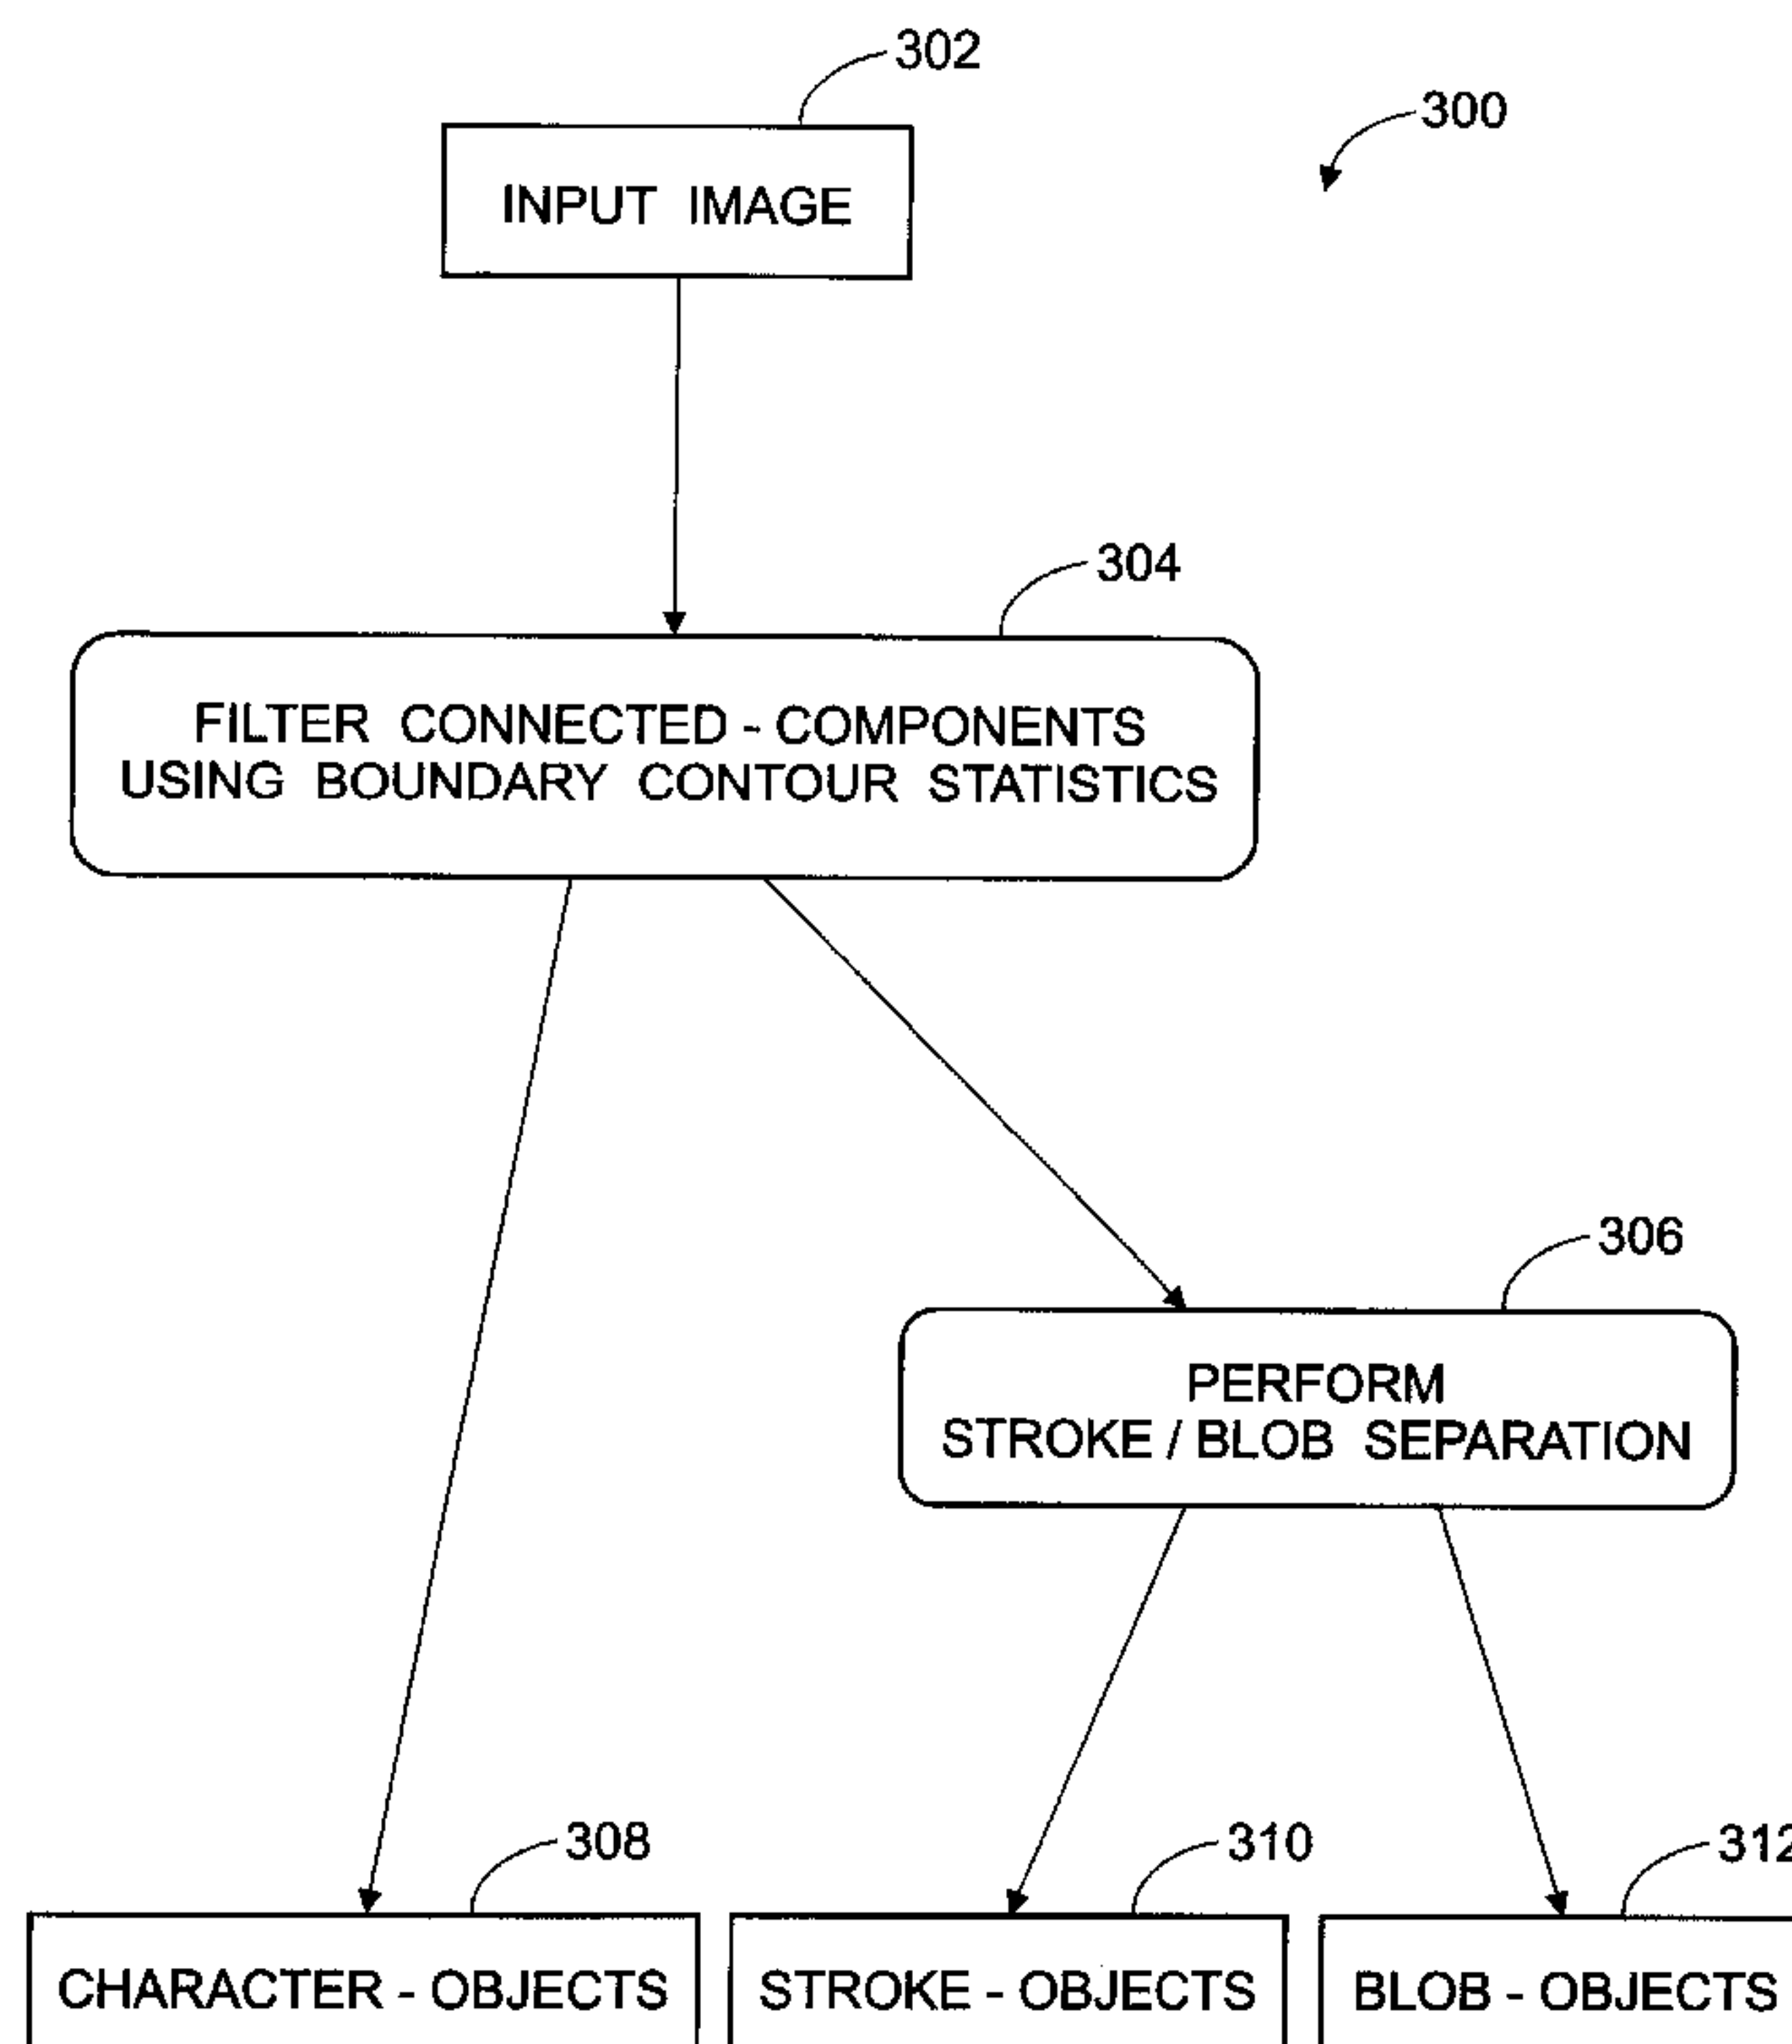 302
300
INPUT IMAGE
304
FILTER CONNECTED - COMPONENTS
USING BOUNDARY CONTOUR STATISTICS
306
PERFORM
STROKE / BLOB SEPARATION
308
310
312
CHARACTER - OBJECTS
STROKE - OBJECTS
BLOB - OBJECTS